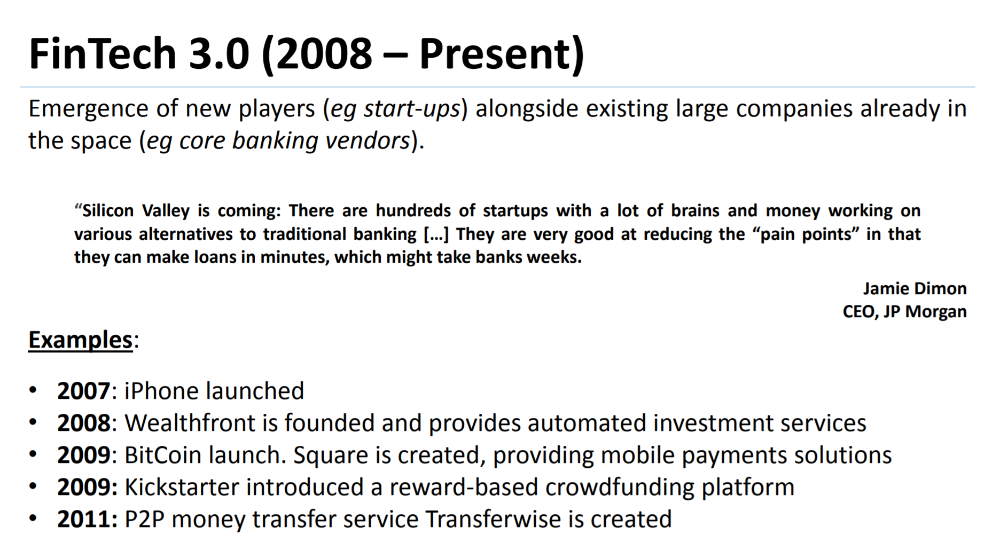 FinTech 3.0 (2008 – Present)
Emergence of new players (eg start-ups) alongside existing large companies already in
the space (eg core banking vendors).
“Silicon Valley is coming: There are hundreds of startups with a lot of brains and money working on
various alternatives to traditional banking […] They are very good at reducing the “pain points” in that
they can make loans in minutes, which might take banks weeks.
Jamie Dimon
CEO, JP Morgan
Examples:
• 2007: iPhone launched
• 2008: Wealthfront is founded and provides automated investment services
• 2009: BitCoin launch. Square is created, providing mobile payments solutions
• 2009: Kickstarter introduced a reward-based crowdfunding platform
• 2011: P2P money transfer service Transferwise is created